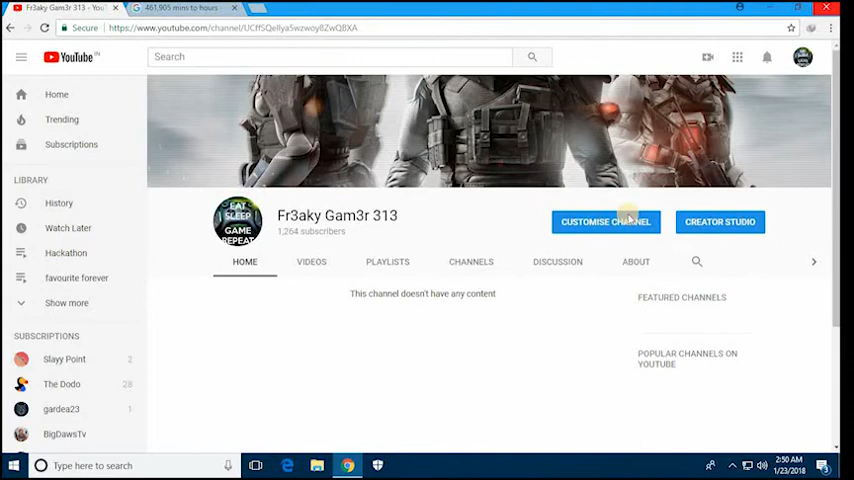 Fr3aky Gam3r 313 - You
461,905 mins to hours
Secure
https://www.youtube.com/channel/UCffSQeIlya5wzwoy8ZwQBXA
YouTube IN
Search
Home
Trending
Subscriptions
LIBRARY
History
Watch Later
Hackathon
favourite forever
Show more
SUBSCRIPTIONS
Slayy Point 2
The Dodo 28
gardea23 1
BigDawsTv
EAT
SLEEP
GAME
REPEAT
Fr3aky Gam3r 313
1,264 subscribers
CUSTOMISE CHANNEL
CREATOR STUDIO
HOME
VIDEOS
PLAYLISTS
CHANNELS
DISCUSSION
ABOUT
This channel doesn't have any content
FEATURED CHANNELS
POPULAR CHANNELS ON
YOUTUBE
Type here to search
2:50 AM
1/23/2018
3